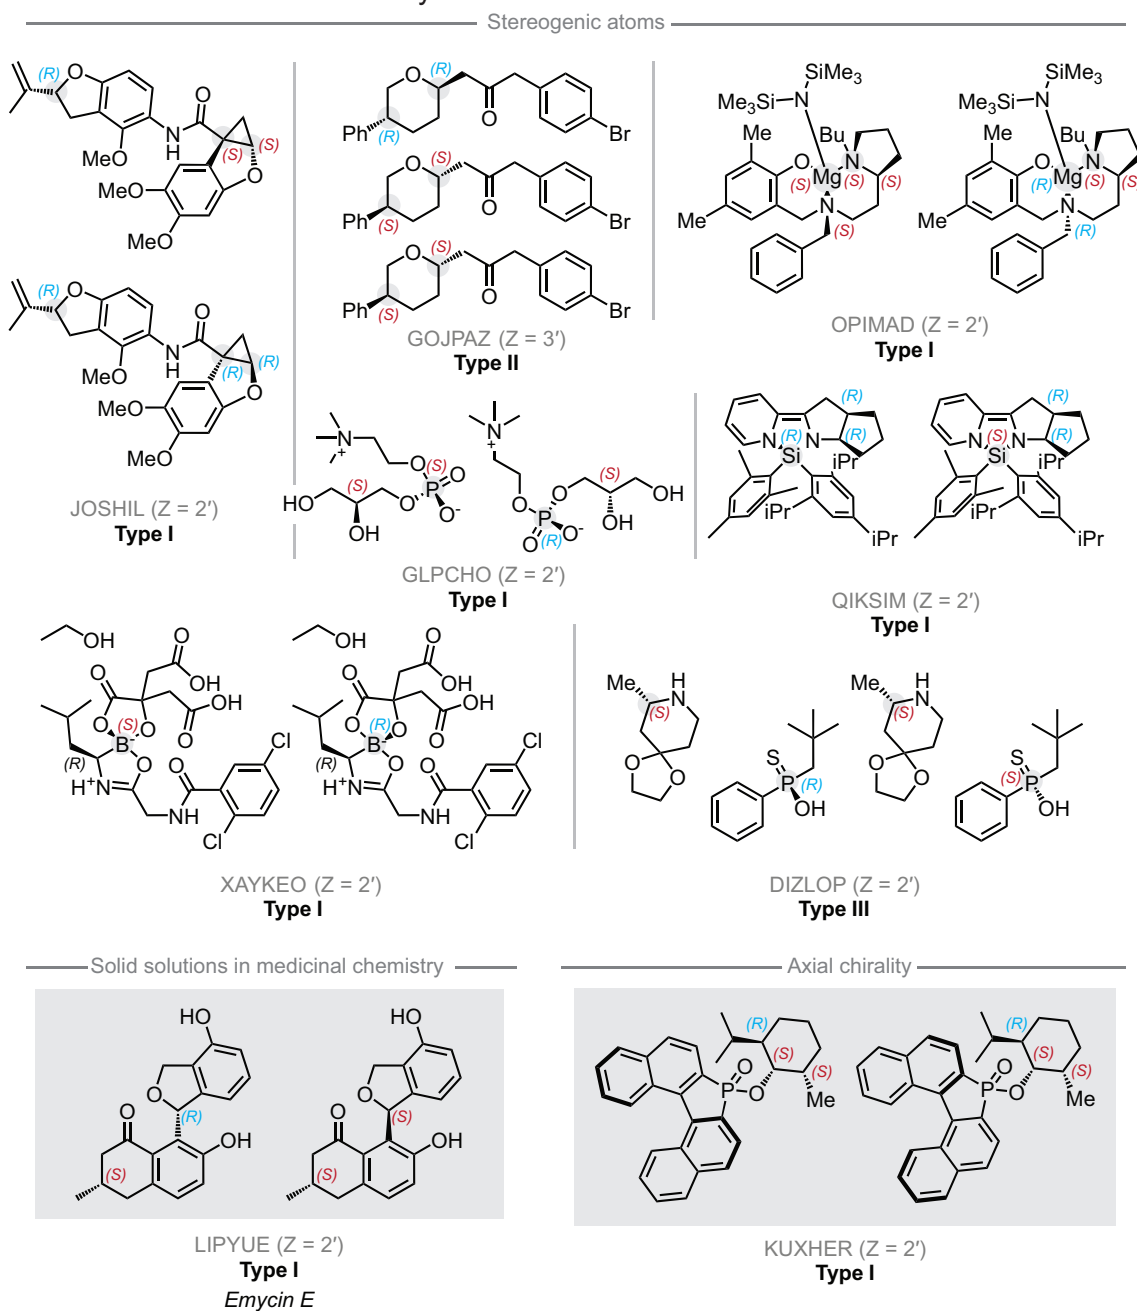 Stereogenic atoms
(R)
O
O
N
H
MeO
(S)
(S)
O
MeO
MeO
(R)
O
O
N
H
MeO
(R)
(R)
O
MeO
MeO
JOSHIL (Z = 2′)
Type I
(R)
O
O
Ph
(R)
Br
(S)
O
O
Ph
(S)
Br
(S)
O
O
Ph
(S)
Br
GOJPAZ (Z = 3′)
Type II
SiMe3
Me3Si
N
Me
Bu
O
N
Mg
(S)
(S)
(S)
Me
N
(S)
SiMe3
Me3Si
N
Me
Bu
O
N
(R)
Mg
(S)
(S)
Me
N
(R)
OPIMAD (Z = 2′)
Type I
N
+
O
(S)
O
P
(S)
HO
O
O-
OH
N
+
(S)
O
O
OH
OH
P
O
O-
(R)
GLPCHO (Z = 2′)
Type I
(R)
(R)
N
(R)
N
Si
iPr
iPr
iPr
(R)
(R)
N
(S)
N
Si
iPr
iPr
iPr
QIKSIM (Z = 2′)
Type I
OH
O
O
OH
OH
O
O
(S)
O
B-
(R)
O
H+
N
O
NH
Cl
Cl
OH
O
O
OH
OH
O
O
(R)
O
B-
(R)
O
H+
N
O
NH
Cl
Cl
XAYKEO (Z = 2′)
Type I
Me
H
N
(S)
O
O
S
P
(R)
OH
Me
H
N
(S)
O
O
S
(S)
P
OH
DIZLOP (Z = 2′)
Type III
Solid solutions in medicinal chemistry
HO
O
(R)
O
OH
(S)
HO
O
(S)
O
OH
(S)
LIPYUE (Z = 2′)
Type I
Emycin E
Axial chirality
(R)
(S)
O
(S)
P
O
Me
(R)
(S)
O
(S)
P
O
Me
KUXHER (Z = 2′)
Type I